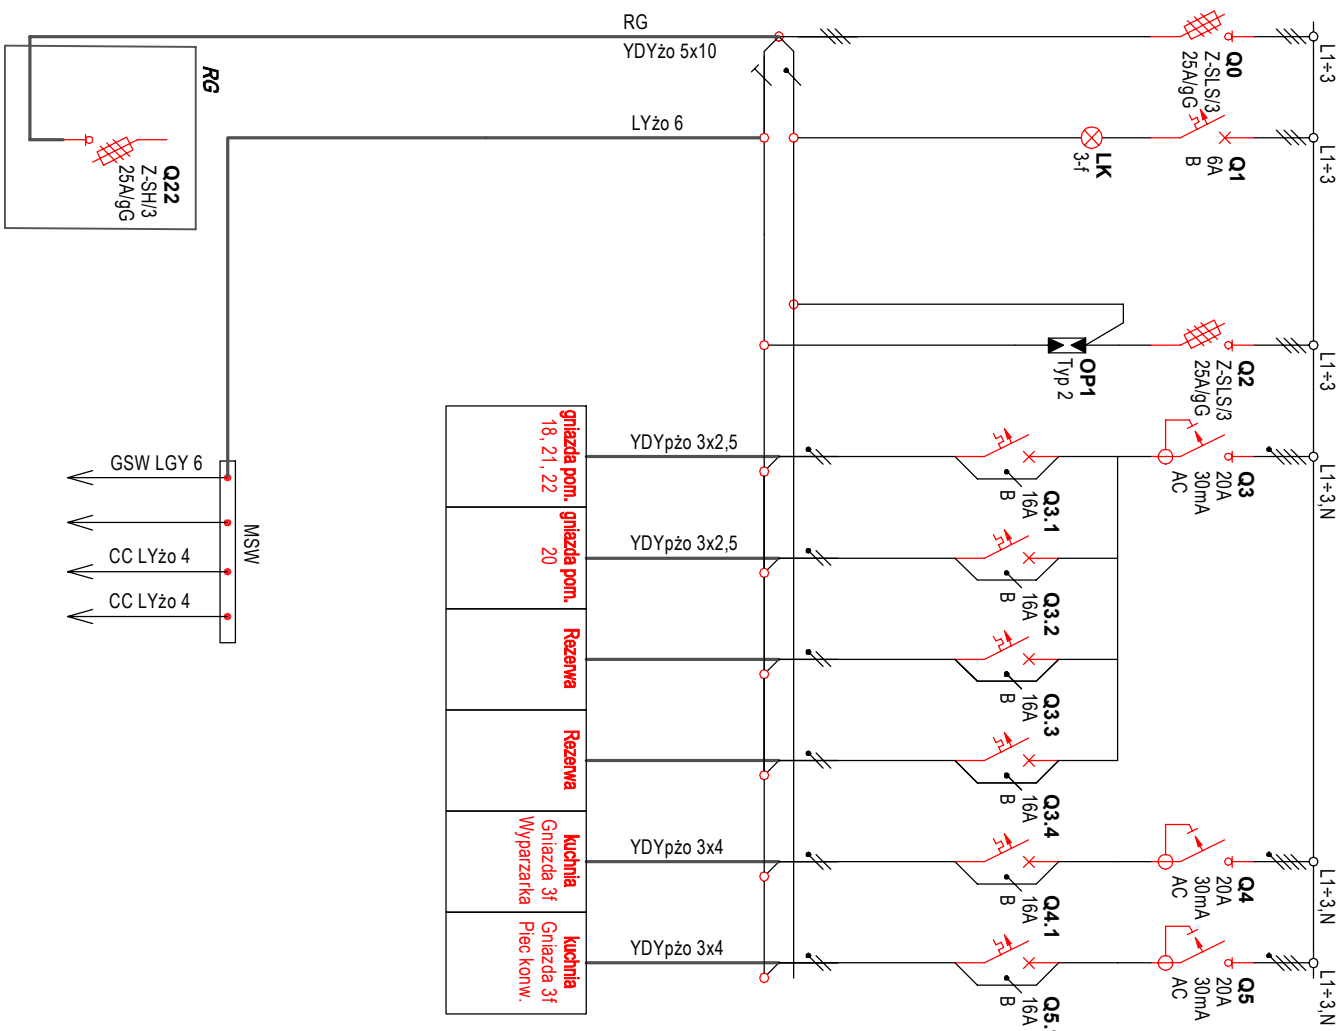 RG
YDYżo 5x10
L1÷3
Q0
Z-SLS/3
25A/gG
RG
Q22
Z-SH/3
25A/gG
LYżo 6
LK
3-f
Q1
6A
B
L1÷3
OP1
Typ 2
Q2
Z-SLS/3
25A/gG
L1÷3
gniazda pom.
18, 21, 22
YDYpżo 3x2,5
Q3.1
16A
B
Q3
20A
30mA
AC
L1÷3,N
GSW LGY 6
MSW
CC LYżo 4
CC LYżo 4
gniazda pom.
20
YDYpżo 3x2,5
Q3.2
16A
B
Rezerwa
Q3.3
16A
B
Rezerwa
Q3.4
16A
B
kuchnia
Gniazda 3f
Wyparzarka
YDYpżo 3x4
Q4.1
16A
B
Q4
20A
30mA
AC
L1÷3,N
kuchnia
Gniazda 3f
Piec konw.
YDYpżo 3x4
16A
B
Q5
20A
30mA
AC
L1÷3,N